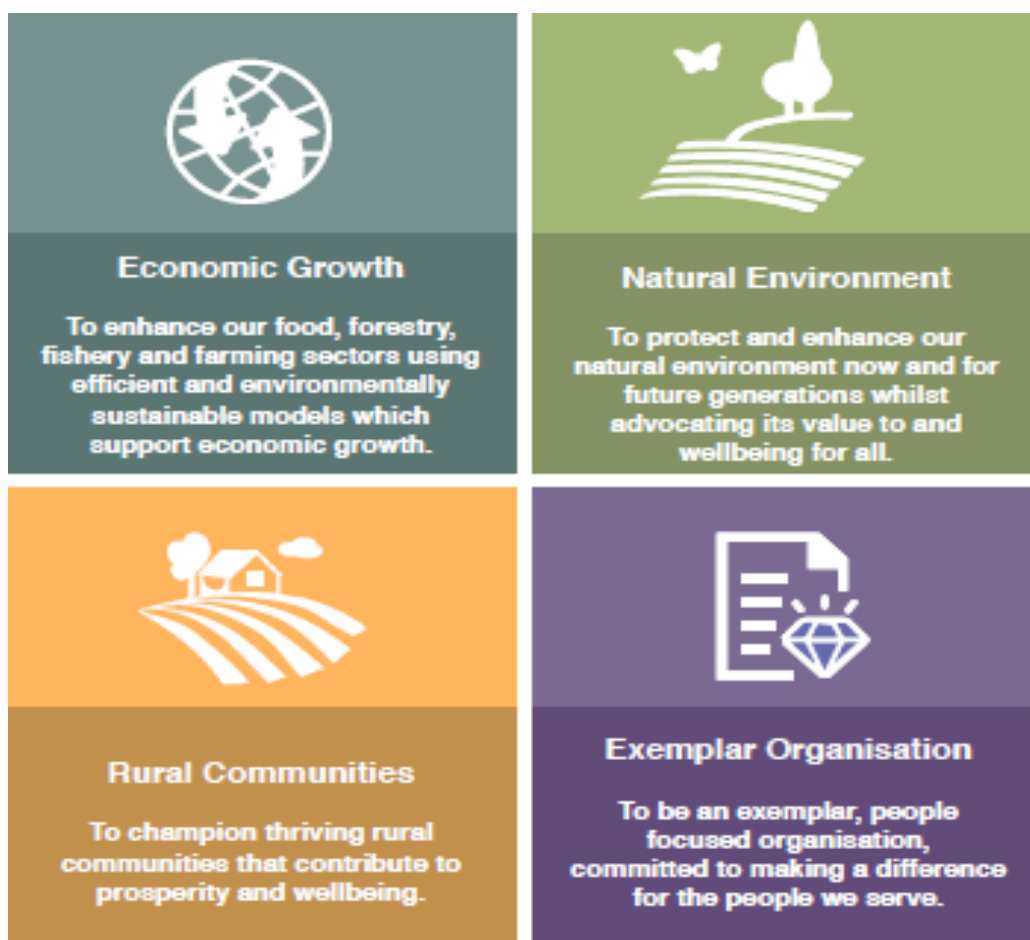 Economic Growth
To enhance our food, forestry,
fishery and farming sectors using
efficient and environmentally
sustainable models which
support economic growth.
Natural Environment
To protect and enhance our
natural environment now and for
future generations whilst
advocating its value to and
wellbeing for all.
Rural Communities
To champion thriving rural
communities that contribute to
prosperity and wellbeing.
Exemplar Organisation
To be an exemplar, people
focused organisation,
committed to making a difference
for the people we serve.